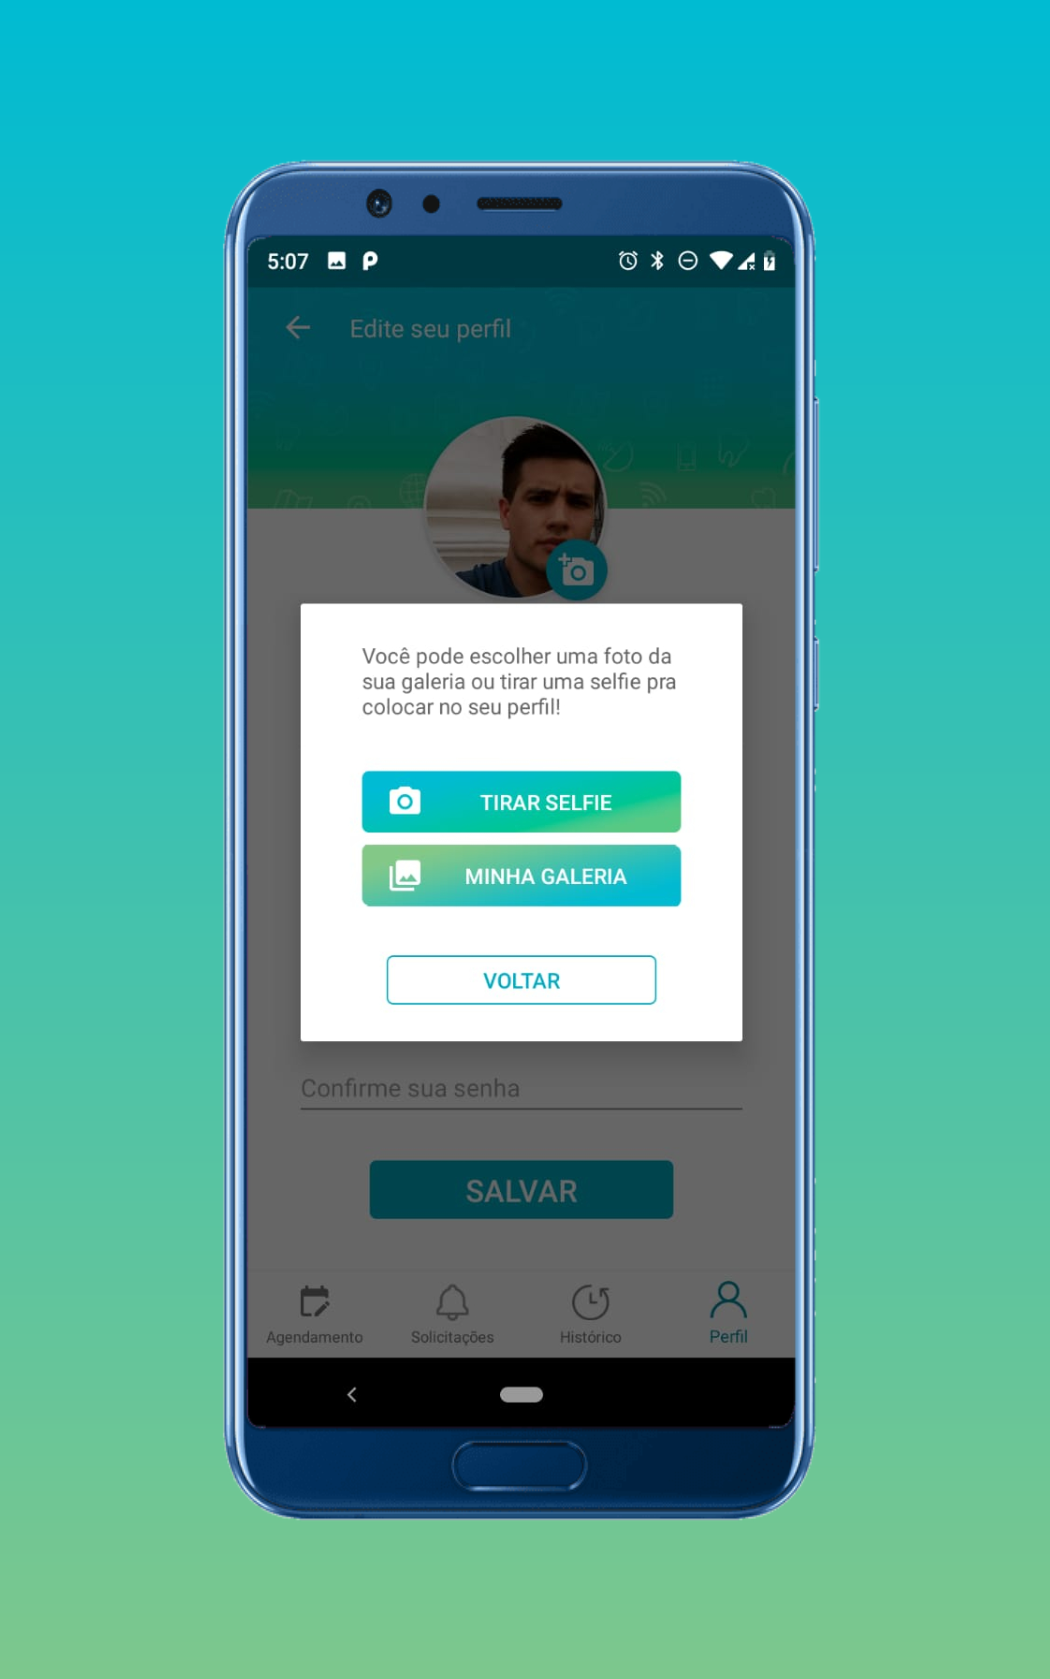 5:07
Edite seu perfil
Você pode escolher uma foto da
sua galeria ou tirar uma selfie pra
colocar no seu perfil!
TIRAR SELFIE
MINHA GALERIA
VOLTAR
Confirme sua senha
SALVAR
Agendamento Solicitações Histórico Perfil